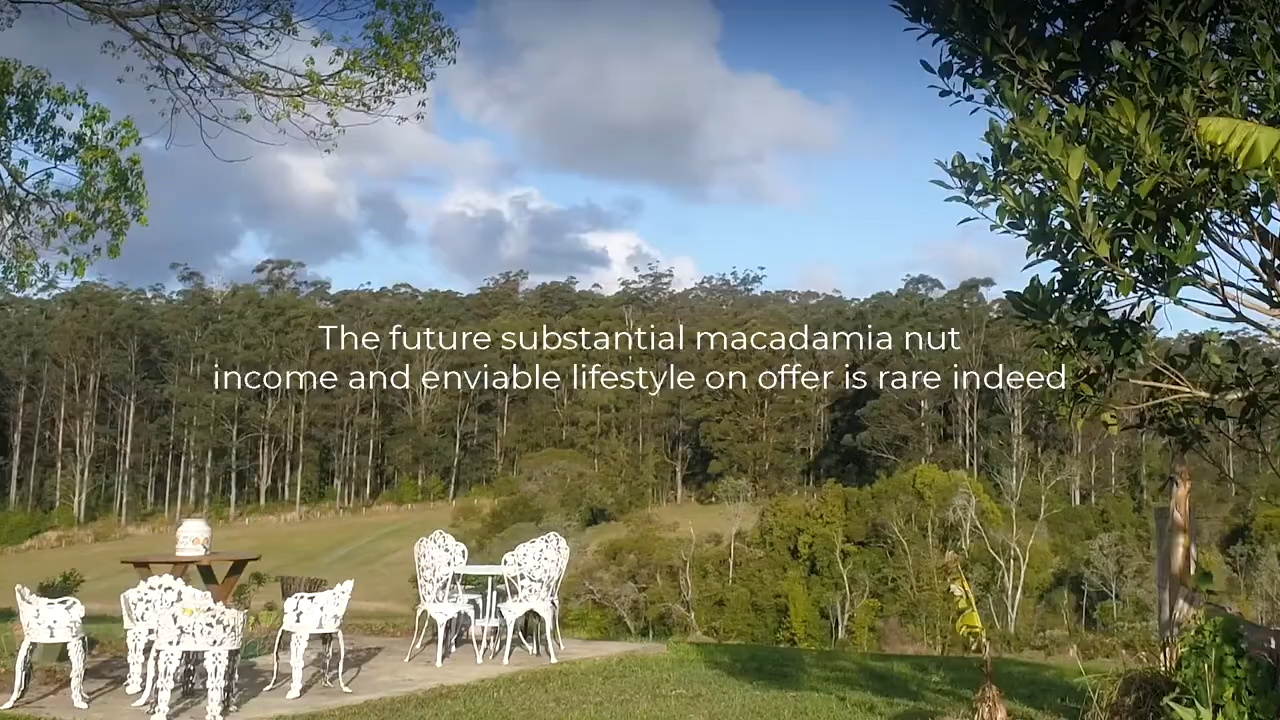 The future substantial macadamia nut
income and enviable lifestyle on offer is rare indeed